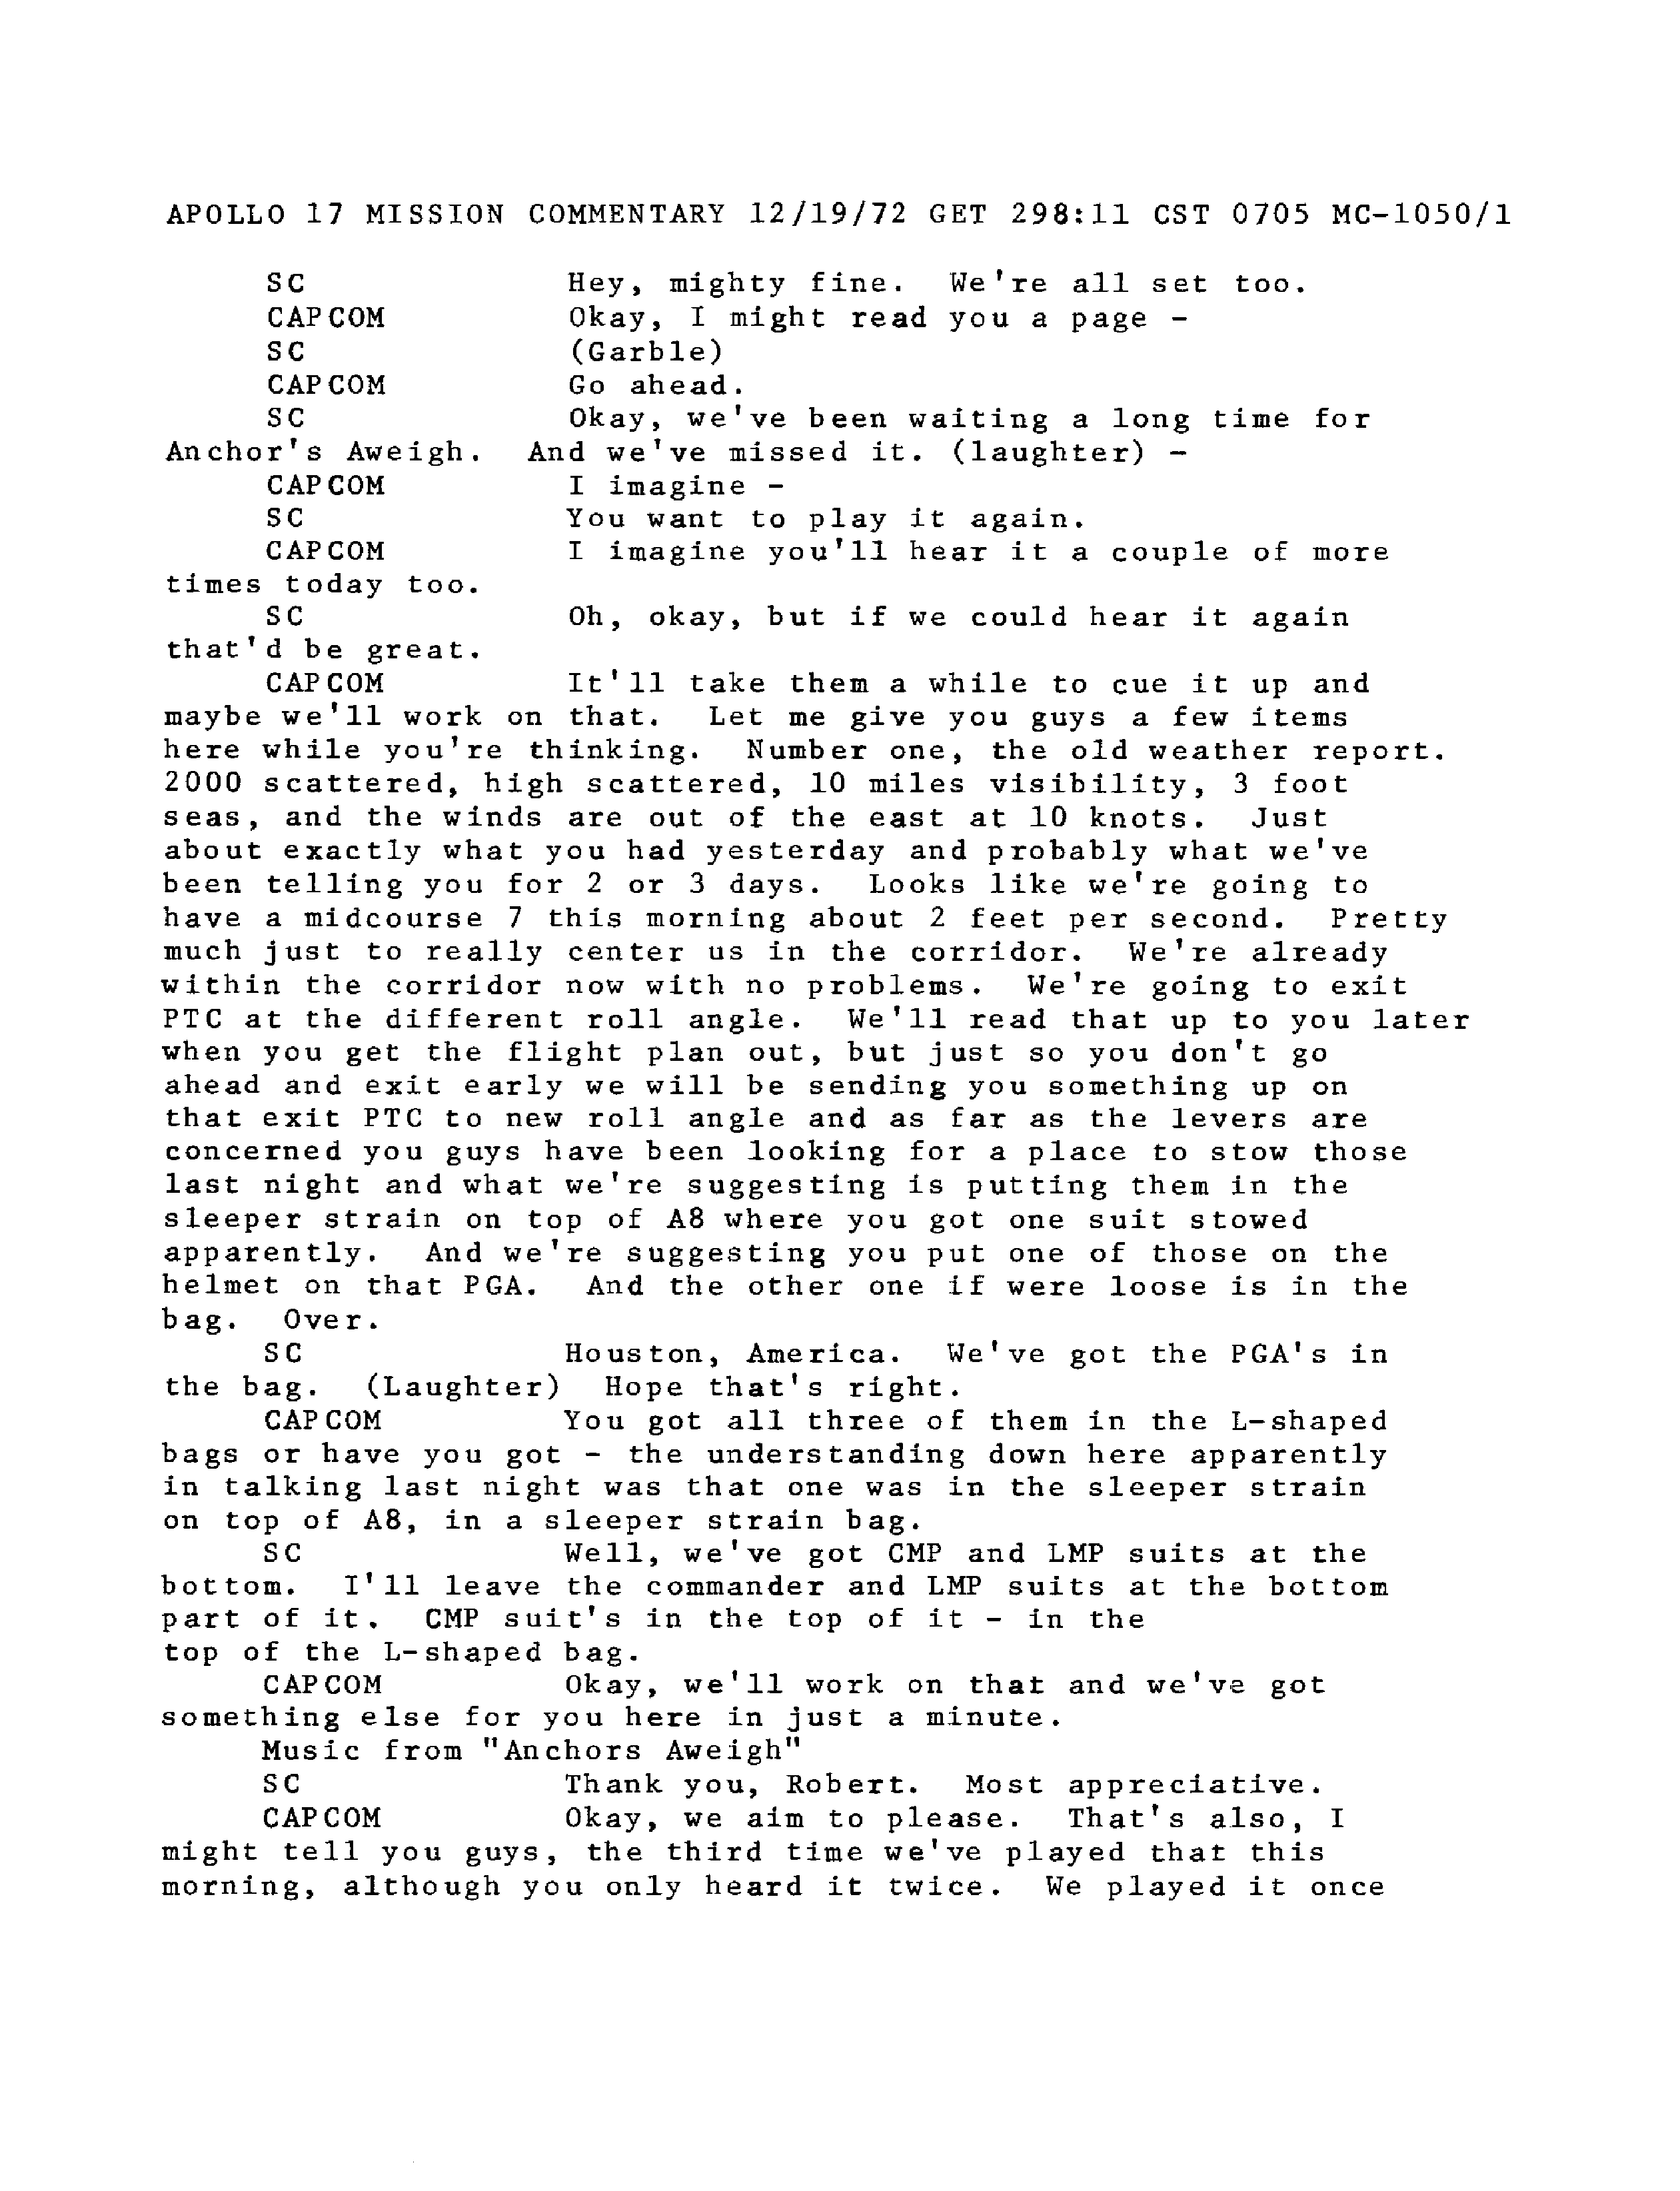 APOLLO 17 MISSION COMMENTARY 12/19/72 GET 298:11 CST 0705 MC-1050/1
SC Hey, mighty fine. We're all set too.
CAPCOM Okay, I might read you a page -
SC (Garble)
CAPCOM Go ahead.
SC Okay, we've been waiting a long time for
Anchor's Aweigh. And we've missed it. (laughter) -
CAPCOM I imagine -
SC You want to play it again.
CAPCOM I imagine you'll hear it a couple of more
times today too.
SC Oh, okay, but if we could hear it again
that'd be great.
CAPCOM It'll take them a while to cue it up and
maybe we'll work on that. Let me give you guys a few items
here while you're thinking. Number one, the old weather report.
2000 scattered, high scattered, 10 miles visibility, 3 foot
seas, and the winds are out of the east at 10 knots. Just
about exactly what you had yesterday and probably what we've
been telling you for 2 or 3 days. Looks like we're going to
have a midcourse 7 this morning about 2 feet per second. Pretty
much just to really center us in the corridor. We're already
within the corridor now with no problems. We're going to exit
PTC at the different roll angle. We'll read that up to you later
when you get the flight plan out, but just so you don't go
ahead and exit early we will be sending you something up on
that exit PTC to new roll angle and as far as the levers are
concerned you guys have been looking for a place to stow those
last night and what we're suggesting is putting them in the
sleeper strain on top of A8 where you got one suit stowed
apparently. And we're suggesting you put one of those on the
helmet on that PGA. And the other one if were loose is in the
bag. Over.
SC Houston, America. We've got the PGA's in
the bag. (Laughter) Hope that's right.
CAPCOM You got all three of them in the L-shaped
bags or have you got - the understanding down here apparently
in talking last night was that one was in the sleeper strain
on top of A8, in a sleeper strain bag.
SC Well, we've got CMP and LMP suits at the
bottom. I'll leave the commander and LMP suits at the bottom
part of it. CMP suit's in the top of it - in the
top of the L-shaped bag.
CAPCOM Okay, we'll work on that and we've got
something else for you here in just a minute.
Music from "Anchors Aweigh"
SC Thank you, Robert. Most appreciative.
CAPCOM Okay, we aim to please. That's also, I
might tell you guys, the third time we've played that this
morning, although you only heard it twice. We played it once